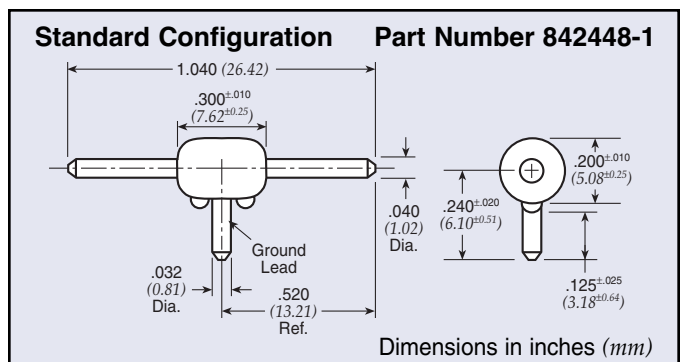 Standard Configuration Part Number 842448-1
1.040 (26.42)
.300±.010
(7.62±0.25)
.200±.010
(5.08±0.25)
.240±.020
(6.10±0.51)
.040
(1.02)
Dia.
Ground
Lead
.032
(0.81)
Dia.
.520
(13.21)
Ref.
.125±.025
(3.18±0.64)
Dimensions in inches (mm)